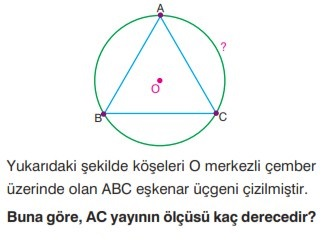 A
?
O
B
C
Yukarıdaki şekilde köşeleri O merkezli çember
üzerinde olan ABC eşkenar üçgeni çizilmiştir.
Buna göre, AC yayının ölçüsü kaç derecedir?